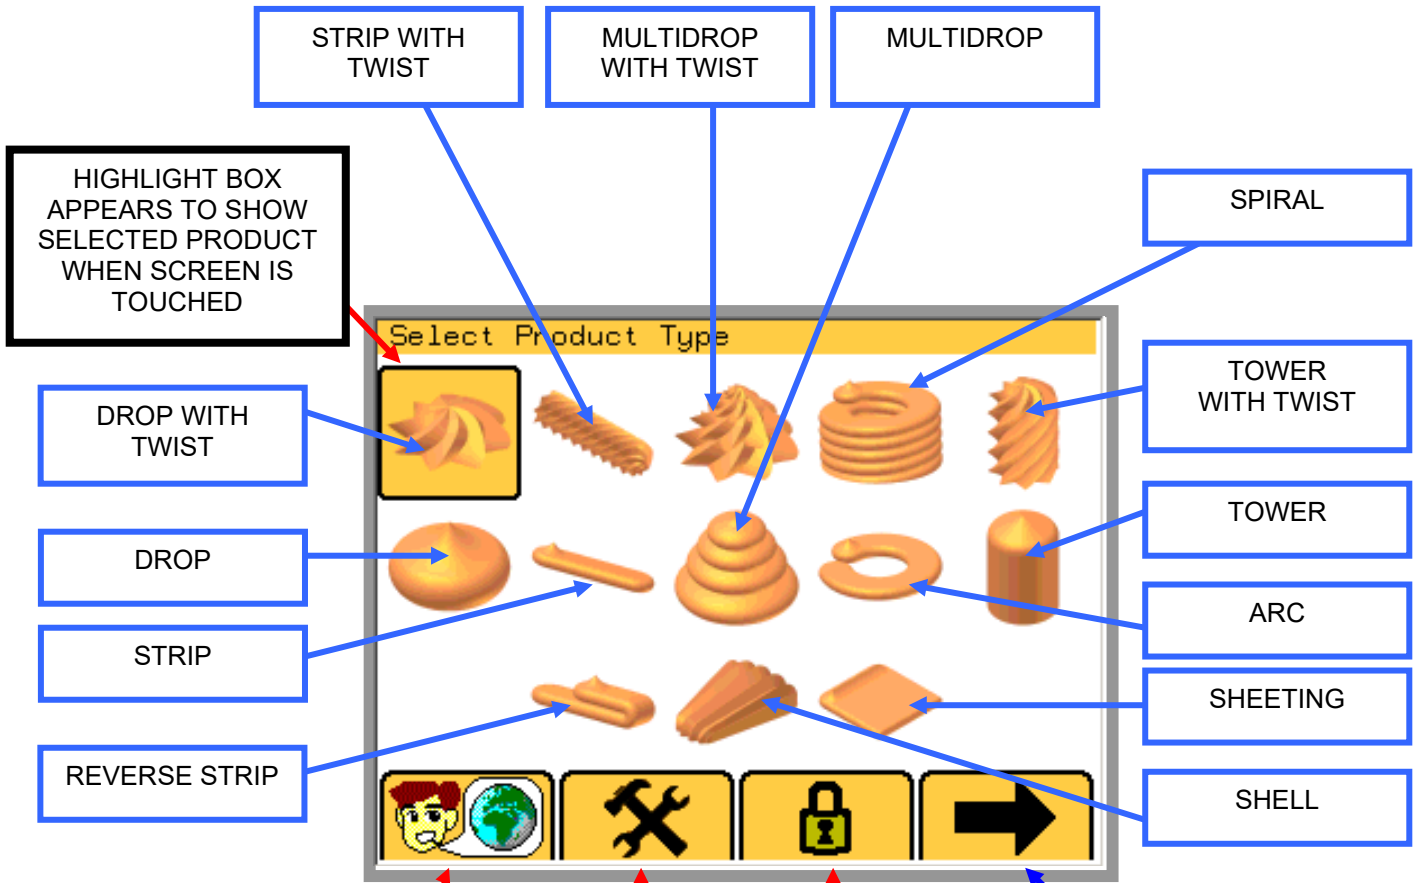 STRIP WITH
TWIST
MULTIDROP
WITH TWIST
MULTIDROP
HIGHLIGHT BOX
APPEARS TO SHOW
SELECTED PRODUCT
WHEN SCREEN IS
TOUCHED
SPIRAL
Select Product Type
TOWER
WITH TWIST
DROP WITH
TWIST
TOWER
DROP
ARC
STRIP
SHEETING
REVERSE STRIP
SHELL